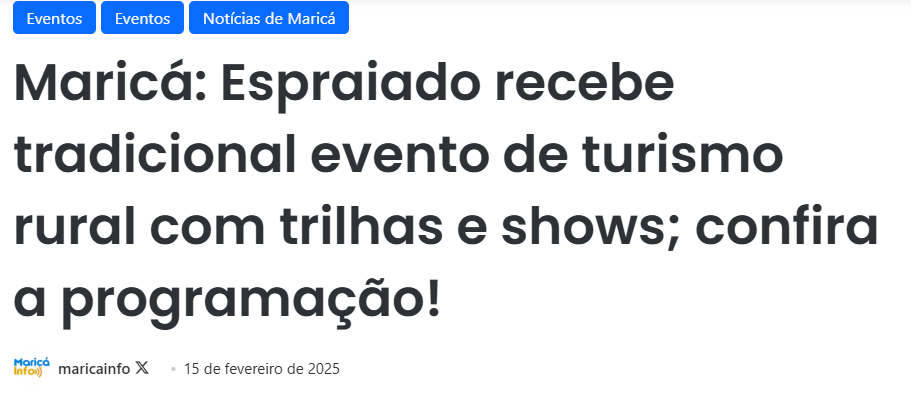 Eventos Eventos Notícias de Maricá
Maricá: Espraiado recebe
tradicional evento de turismo
rural com trilhas e shows; confira
a programação!
Maricá
Info
maricainfo X • 15 de fevereiro de 2025